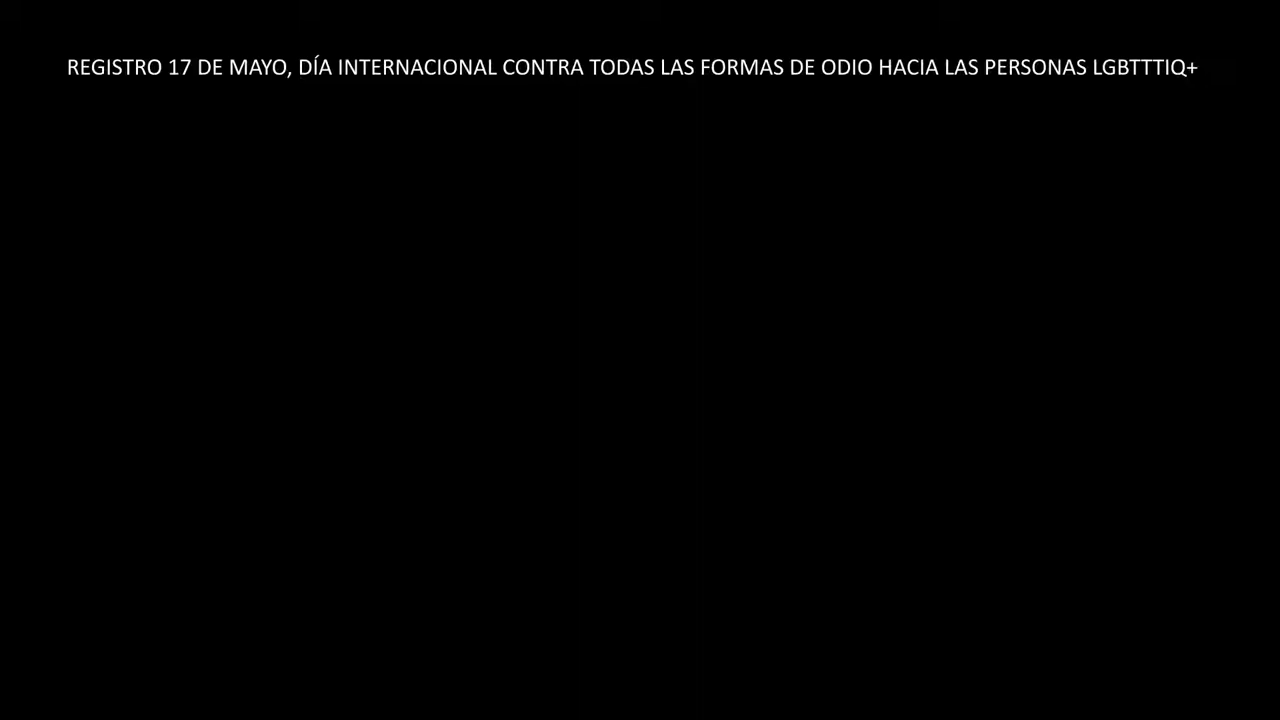 REGISTRO 17 DE MAYO, DÍA INTERNACIONAL CONTRA TODAS LAS FORMAS DE ODIO HACIA LAS PERSONAS LGBTTTIQ+